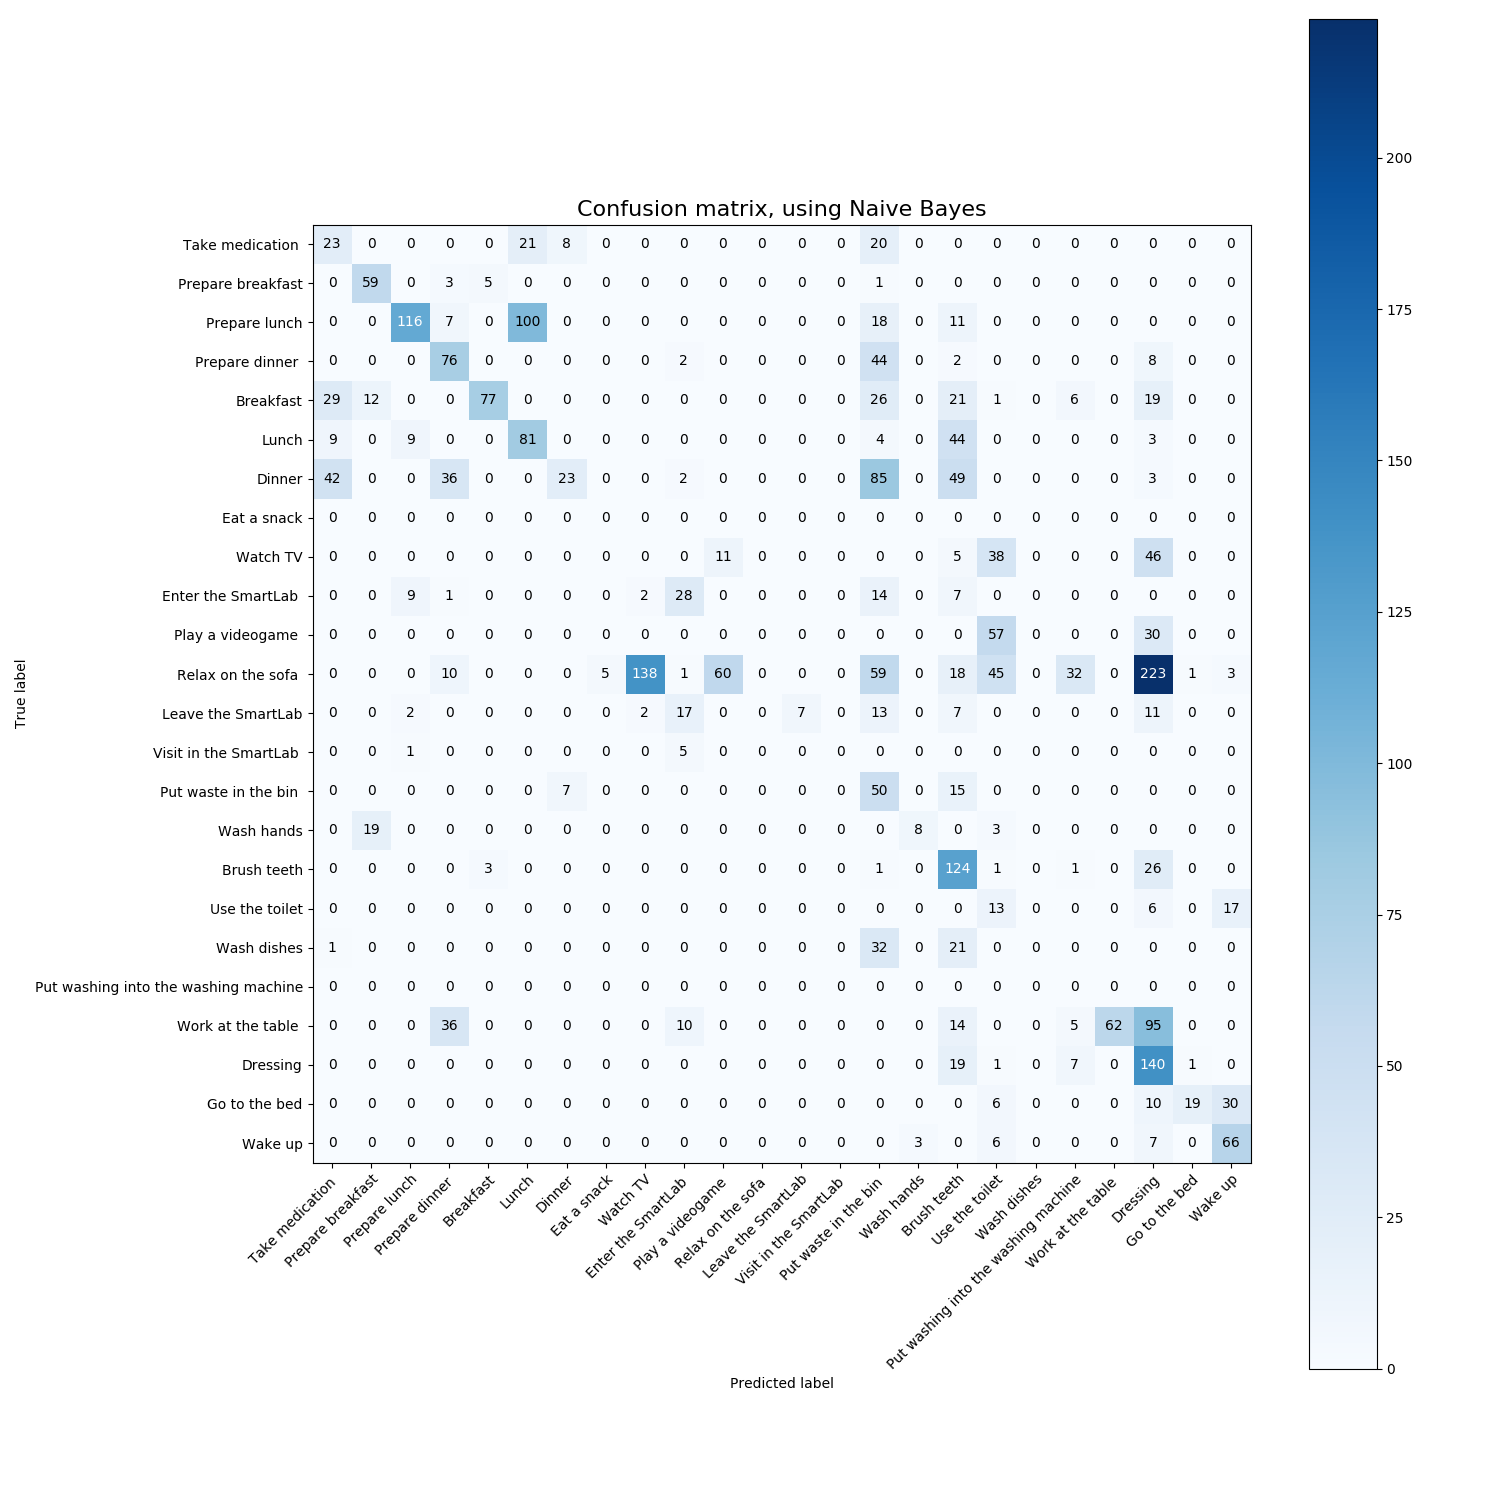 Confusion matrix, using Naive Bayes
Take medication 23 0 0 0 0 21 8 0 0 0 0 0 0 0 20 0 0 0 0 0 0 0 0 0
Prepare breakfast 0 59 0 3 5 0 0 0 0 0 0 0 0 0 1 0 0 0 0 0 0 0 0 0
Prepare lunch 0 0 116 7 0 100 0 0 0 0 0 0 0 0 18 0 11 0 0 0 0 0 0 0
Prepare dinner 0 0 0 76 0 0 0 0 0 2 0 0 0 0 44 0 2 0 0 0 0 8 0 0
Breakfast 29 12 0 0 77 0 0 0 0 0 0 0 0 0 26 0 21 1 0 6 0 19 0 0
Lunch 9 0 9 0 0 81 0 0 0 0 0 0 0 0 4 0 44 0 0 0 0 3 0 0
Dinner 42 0 0 36 0 0 23 0 0 2 0 0 0 0 85 0 49 0 0 0 0 3 0 0
Eat a snack 0 0 0 0 0 0 0 0 0 0 0 0 0 0 0 0 0 0 0 0 0 0 0 0
Watch TV 0 0 0 0 0 0 0 0 0 0 11 0 0 0 0 0 5 38 0 0 0 46 0 0
Enter the SmartLab 0 0 9 1 0 0 0 0 2 28 0 0 0 0 14 0 7 0 0 0 0 0 0 0
Play a videogame 0 0 0 0 0 0 0 0 0 0 0 0 0 0 0 0 0 57 0 0 0 30 0 0
Relax on the sofa 0 0 0 10 0 0 0 5 138 1 60 0 0 0 59 0 18 45 0 32 0 223 1 3
Leave the SmartLab 0 0 2 0 0 0 0 0 2 17 0 0 7 0 13 0 7 0 0 0 0 11 0 0
Visit in the SmartLab 0 0 1 0 0 0 0 0 0 5 0 0 0 0 0 0 0 0 0 0 0 0 0 0
Put waste in the bin 0 0 0 0 0 0 7 0 0 0 0 0 0 0 50 0 15 0 0 0 0 0 0 0
Wash hands 0 19 0 0 0 0 0 0 0 0 0 0 0 0 0 8 0 3 0 0 0 0 0 0
Brush teeth 0 0 0 0 3 0 0 0 0 0 0 0 0 0 1 0 124 1 0 1 0 26 0 0
Use the toilet 0 0 0 0 0 0 0 0 0 0 0 0 0 0 0 0 0 13 0 0 0 6 0 17
Wash dishes 1 0 0 0 0 0 0 0 0 0 0 0 0 0 32 0 21 0 0 0 0 0 0 0
Put washing into the washing machine 0 0 0 0 0 0 0 0 0 0 0 0 0 0 0 0 0 0 0 0 0 0 0 0
Work at the table 0 0 0 36 0 0 0 0 0 10 0 0 0 0 0 0 14 0 0 5 62 95 0 0
Dressing 0 0 0 0 0 0 0 0 0 0 0 0 0 0 0 0 19 1 0 7 0 140 1 0
Go to the bed 0 0 0 0 0 0 0 0 0 0 0 0 0 0 0 0 0 6 0 0 0 10 19 30
Wake up 0 0 0 0 0 0 0 0 0 0 0 0 0 0 0 3 0 6 0 0 0 7 0 66
True label
Take medication
Prepare breakfast
Prepare lunch
Prepare dinner
Breakfast
Lunch
Dinner
Eat a snack
Watch TV
Enter the SmartLab
Play a videogame
Relax on the sofa
Leave the SmartLab
Visit in the SmartLab
Put waste in the bin
Wash hands
Brush teeth
Use the toilet
Wash dishes
Put washing into the washing machine
Work at the table
Dressing
Go to the bed
Wake up
Predicted label
200
175
150
125
100
75
50
25
0